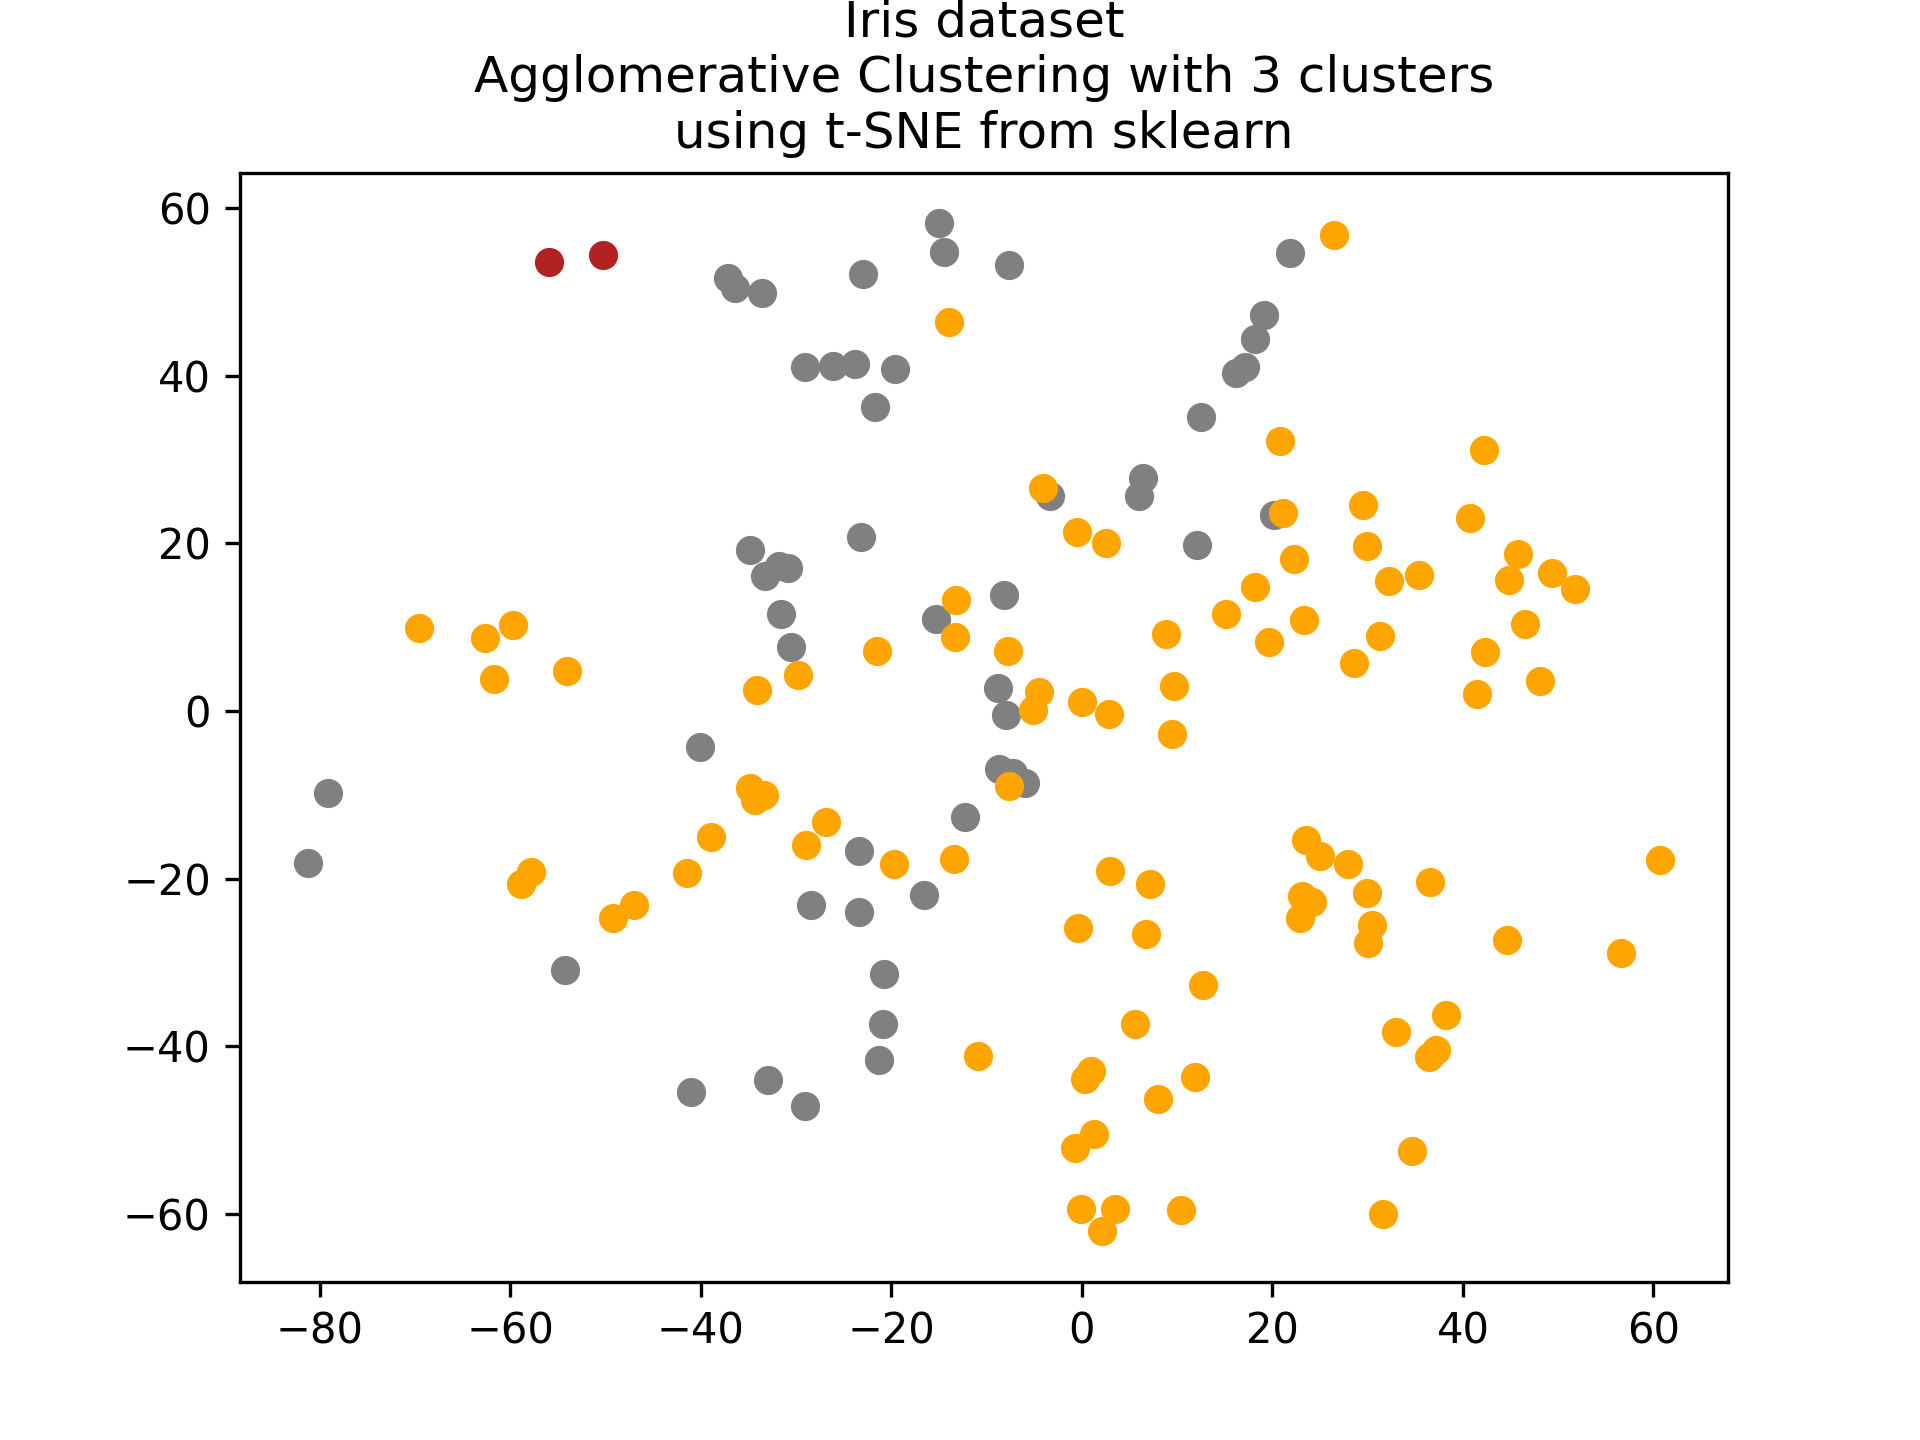 Iris dataset
Agglomerative Clustering with 3 clusters
using t-SNE from sklearn
60
40
20
0
−20
−40
−60
−80 −60 −40 −20 0 20 40 60